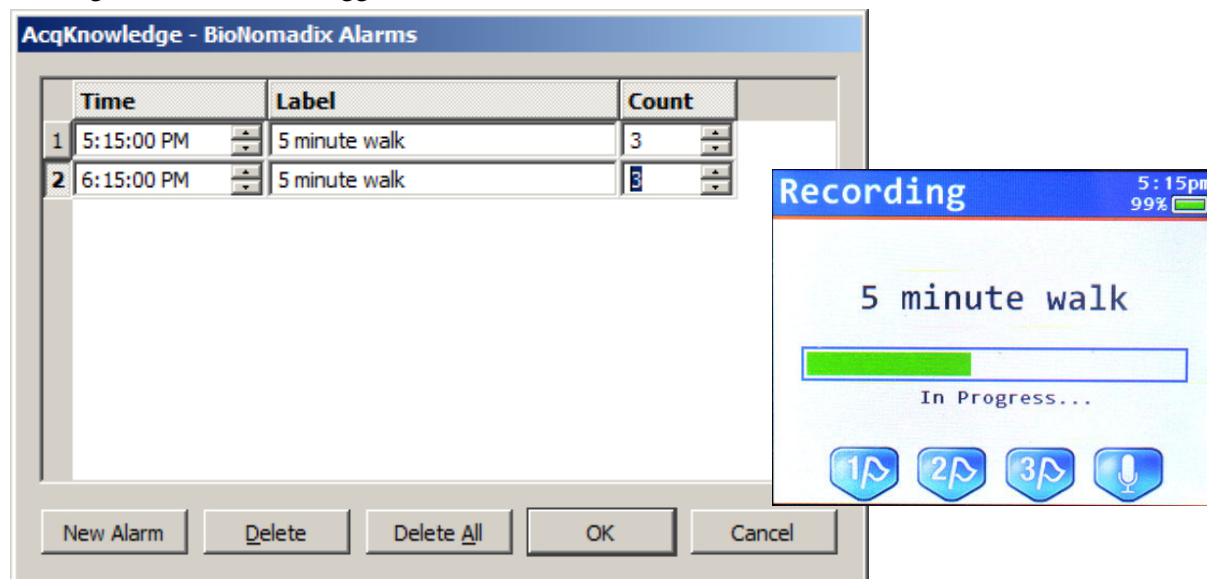 AcqKnowledge - BioNomadix Alarms
Time Label Count
1 5:15:00 PM 5 minute walk 3
2 6:15:00 PM 5 minute walk 3
New Alarm Delete Delete All OK Cancel
Recording 5:15pm
99%
5 minute walk
In Progress...
1 2 3